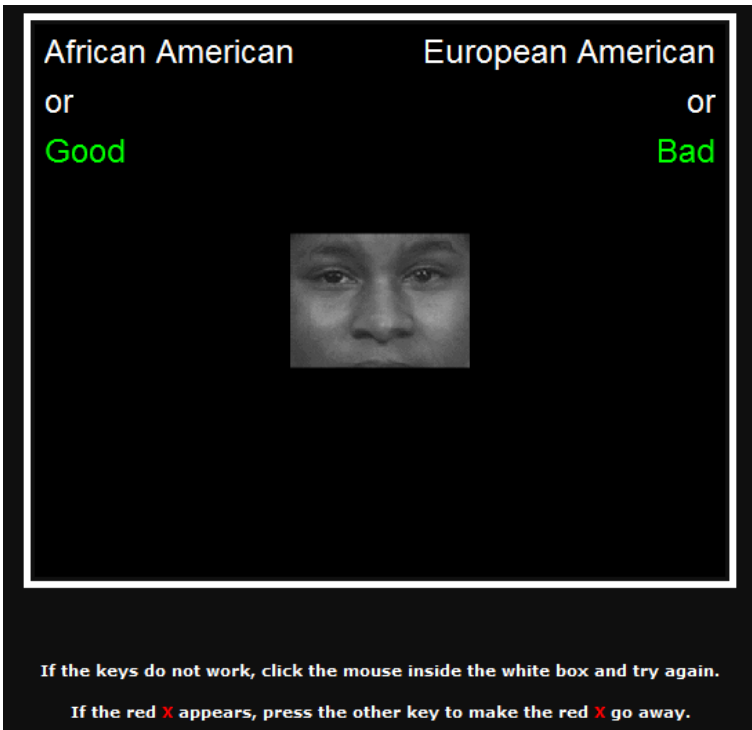 African American European American
or or
Good Bad
If the keys do not work, click the mouse inside the white box and try again.
If the red X appears, press the other key to make the red X go away.